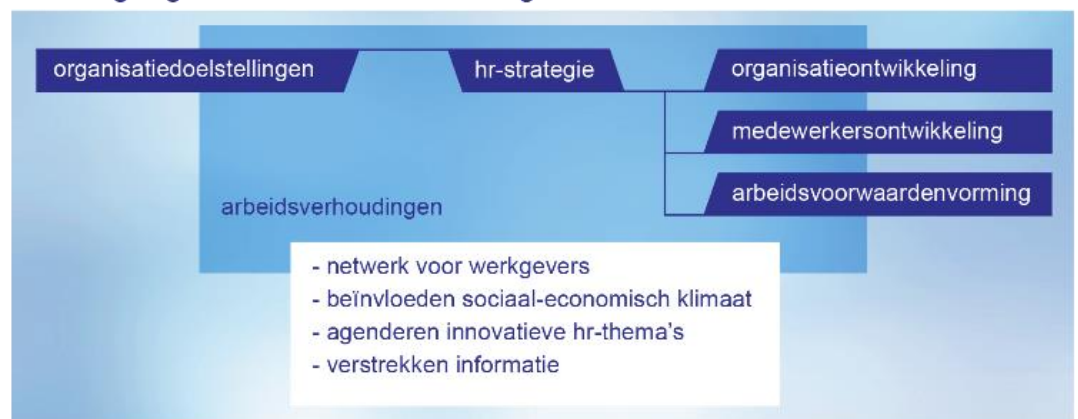 organisatiedoelstellingen
hr-strategie
organisatieontwikkeling
medewerkersontwikkeling
arbeidsvoorwaardenvorming
arbeidsverhoudingen
- netwerk voor werkgevers
- beïnvloeden sociaal-economisch klimaat
- agenderen innovatieve hr-thema's
- verstrekken informatie